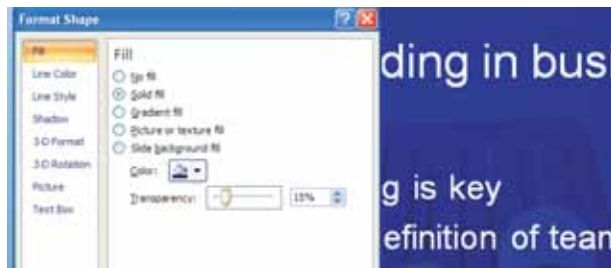 Format Shape
Fill
Line Color
Line Style
Shadow
3-D Format
3-D Rotation
Picture
Text Box
Fill
No fill
Solid fill
Gradient fill
Picture or texture fill
Slide background fill
Color:
Transparency:
15%
ding in bus
g is key
efinition of tean